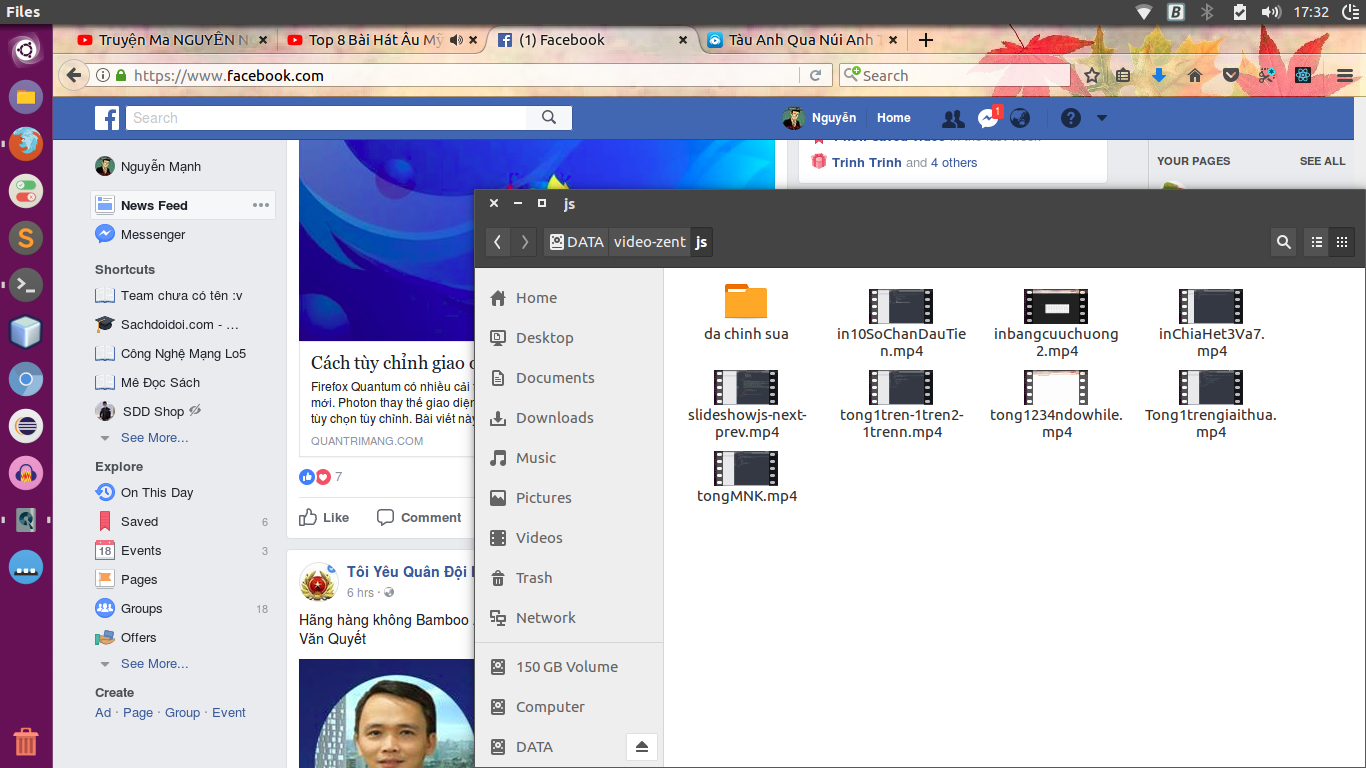 Files
17:32
Truyện Ma NGUYỄN N
Top 8 Bài Hát Âu Mỹ
(1) Facebook
Tàu Anh Qua Núi Anh T
https://www.facebook.com
Search
Search
Nguyên
Home
1
Nguyễn Mạnh
News Feed
Messenger
Shortcuts
Team chưa có tên :v
Sachdoidoi.com - ...
Công Nghệ Mạng Lo5
Mê Đọc Sách
SDD Shop
See More...
Explore
On This Day
Saved 6
Events 3
18
Pages
Groups 18
Offers
See More...
Create
Ad · Page · Group · Event
Cách tùy chỉnh giao
Firefox Quantum có nhiều cải
mới. Photon thay thế giao diện
tùy chọn tùy chỉnh. Bài viết này
QUANTRIMANG.COM
7
Like
Comment
Tôi Yêu Quân Đội
6 hrs ·
Hãng hàng không Bamboo
Văn Quyết
Trinh Trinh and 4 others
YOUR PAGES
SEE ALL
js
DATA
video-zent
js
Home
Desktop
Documents
Downloads
Music
Pictures
Videos
Trash
Network
150 GB Volume
Computer
DATA
da chinh sua
in10SoChanDauTie
n.mp4
inbangcuuchuong
2.mp4
inChiaHet3Va7.
mp4
slideshowjs-next-
prev.mp4
tong1tren-1tren2-
1trenn.mp4
tong1234ndowhile.
mp4
Tong1trengiaithua.
mp4
tongMNK.mp4